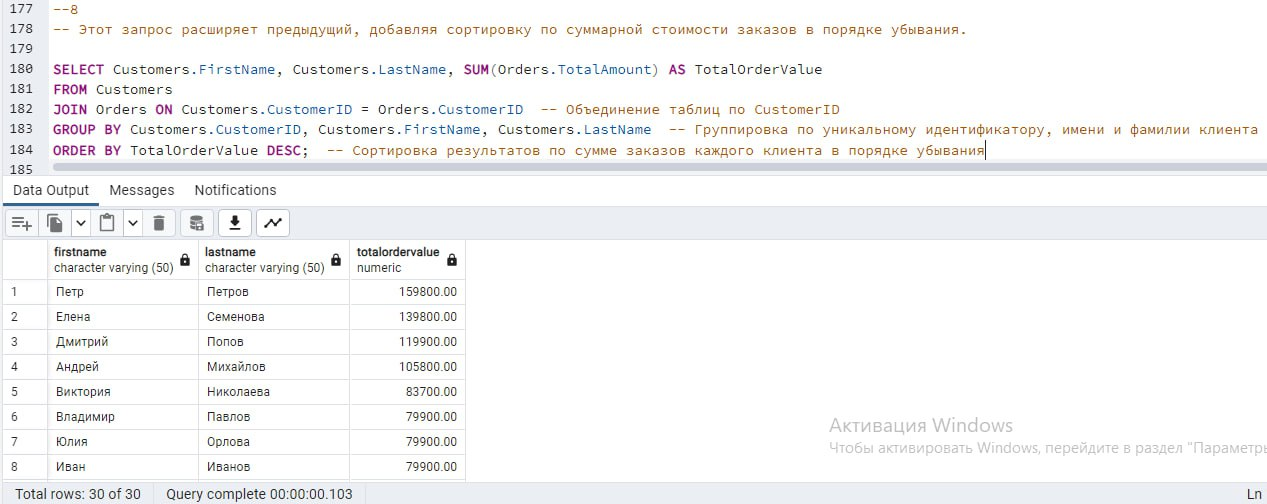 177 --8
178 -- Этот запрос расширяет предыдущий, добавляя сортировку по суммарной стоимости заказов в порядке убывания.
179
180 SELECT Customers.FirstName, Customers.LastName, SUM(Orders.TotalAmount) AS TotalOrderValue
181 FROM Customers
182 JOIN Orders ON Customers.CustomerID = Orders.CustomerID  -- Объединение таблиц по CustomerID
183 GROUP BY Customers.CustomerID, Customers.FirstName, Customers.LastName  -- Группировка по уникальному идентификатору, имени и фамилии клиента
184 ORDER BY TotalOrderValue DESC;  -- Сортировка результатов по сумме заказов каждого клиента в порядке убывания
185
Data Output Messages Notifications
firstname lastname totalordervalue
character varying (50) character varying (50) numeric
1 Петр Петров 159800.00
2 Елена Семенова 139800.00
3 Дмитрий Попов 119900.00
4 Андрей Михайлов 105800.00
5 Виктория Николаева 83700.00
6 Владимир Павлов 79900.00
7 Юлия Орлова 79900.00
8 Иван Иванов 79900.00
Активация Windows
Чтобы активировать Windows, перейдите в раздел "Параметры
Total rows: 30 of 30 Query complete 00:00:00.103 Ln